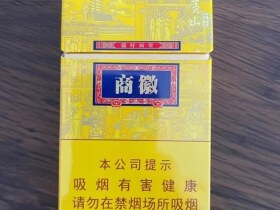 商徽
本公司提示
吸烟有害健康
请勿在禁烟场所吸烟